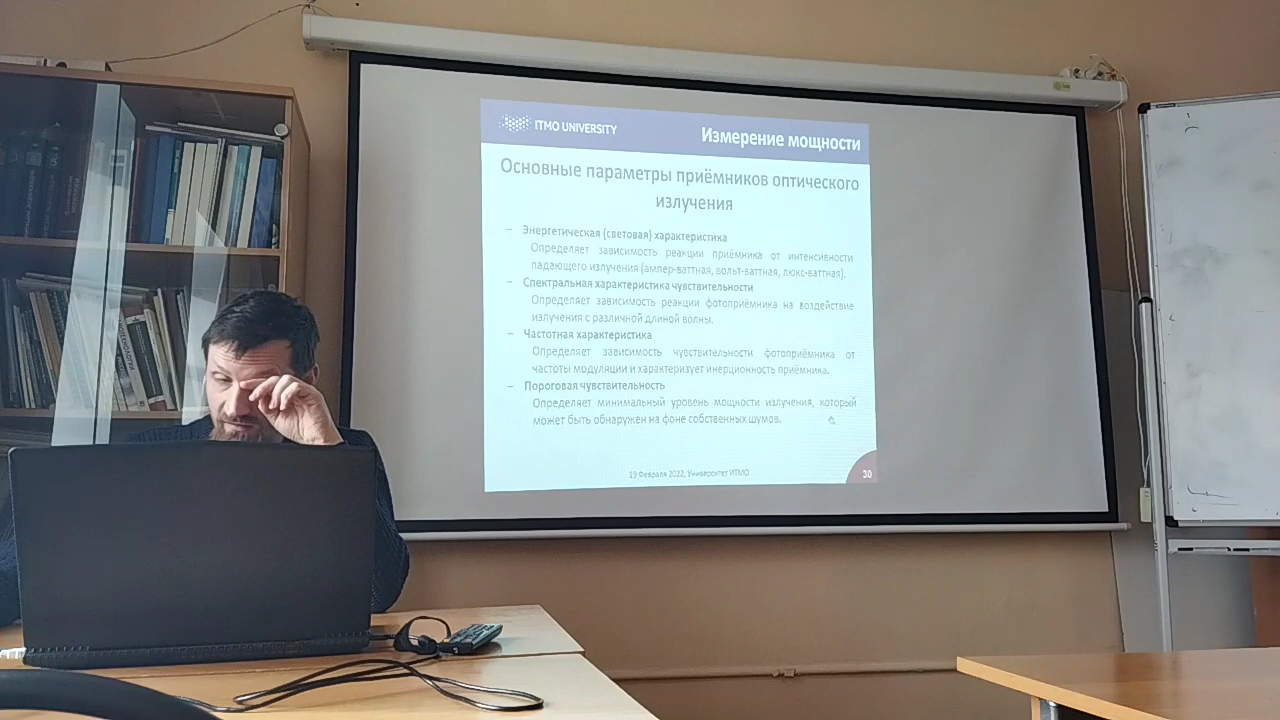 ITMO UNIVERSITY
Измерение мощности
Основные параметры приёмников оптического
излучения
– Энергетическая (световая) характеристика
Определяет зависимость реакции приёмника от интенсивности
падающего излучения (ампер-ваттная, вольт-ваттная, люкс-ваттная).
– Спектральная характеристика чувствительности
Определяет зависимость реакции фотоприёмника на воздействие
излучения с различной длиной волны.
– Частотная характеристика
Определяет зависимость чувствительности фотоприёмника от
частоты модуляции и характеризует инерционность приёмника.
– Пороговая чувствительность
Определяет минимальный уровень мощности излучения, который
может быть обнаружен на фоне собственных шумов.
19 Февраля 2022, Университет ИТМО
30